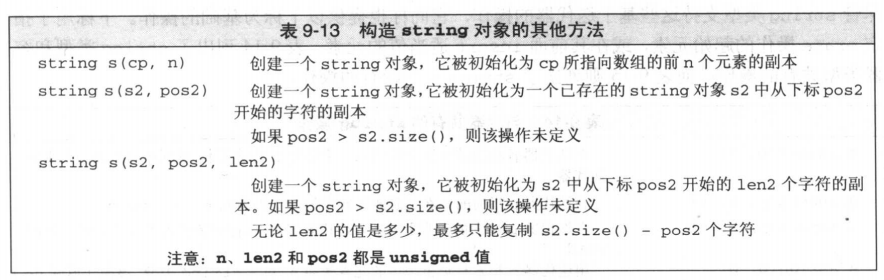 表 9-13 构造 string 对象的其他方法
string s(cp, n) 创建一个 string 对象，它被初始化为 cp 所指向数组的前 n 个元素的副本
string s(s2, pos2) 创建一个 string 对象，它被初始化为一个已存在的 string 对象 s2 中从下标 pos2
开始的字符的副本
如果 pos2 > s2.size()，则该操作未定义
string s(s2, pos2, len2)
创建一个 string 对象，它被初始化为 s2 中从下标 pos2 开始的 len2 个字符的副
本。如果 pos2 > s2.size()，则该操作未定义
无论 len2 的值是多少，最多只能复制 s2.size() - pos2 个字符
注意：n、len2 和 pos2 都是 unsigned 值